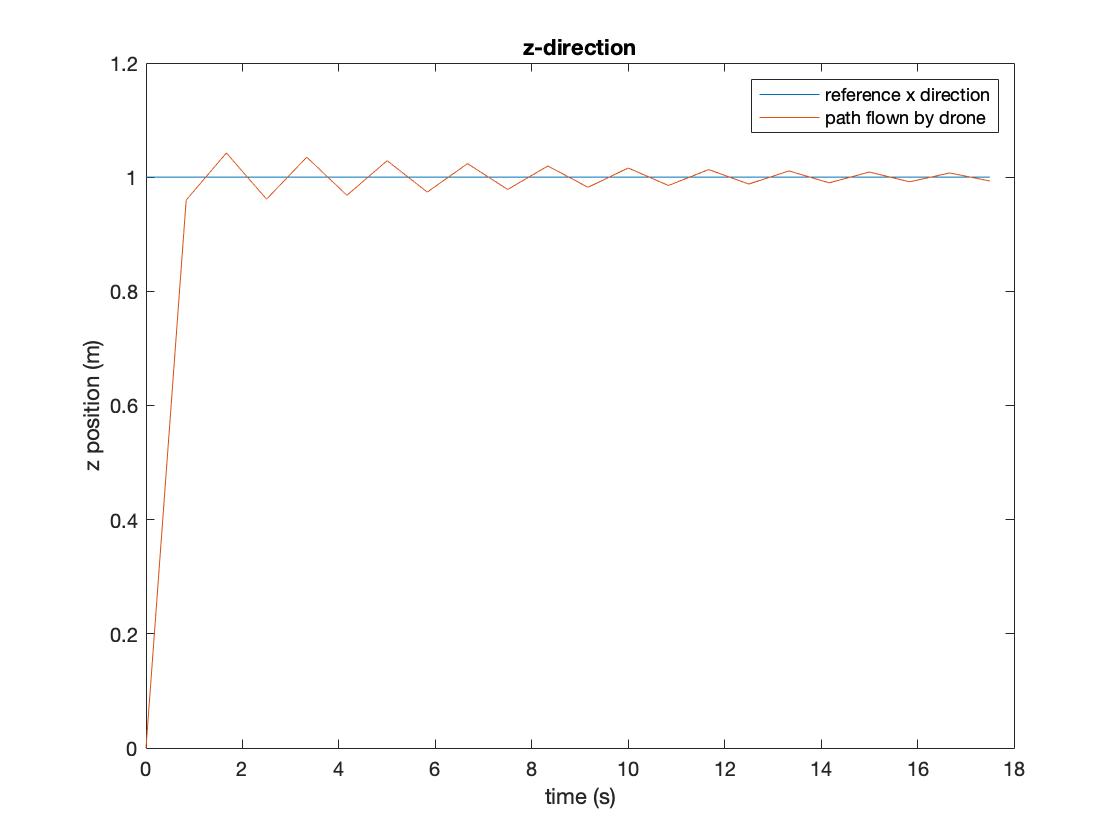 z-direction
1.2
1
0.8
0.6
0.4
0.2
0
z position (m)
reference x direction
path flown by drone
0 2 4 6 8 10 12 14 16 18
time (s)